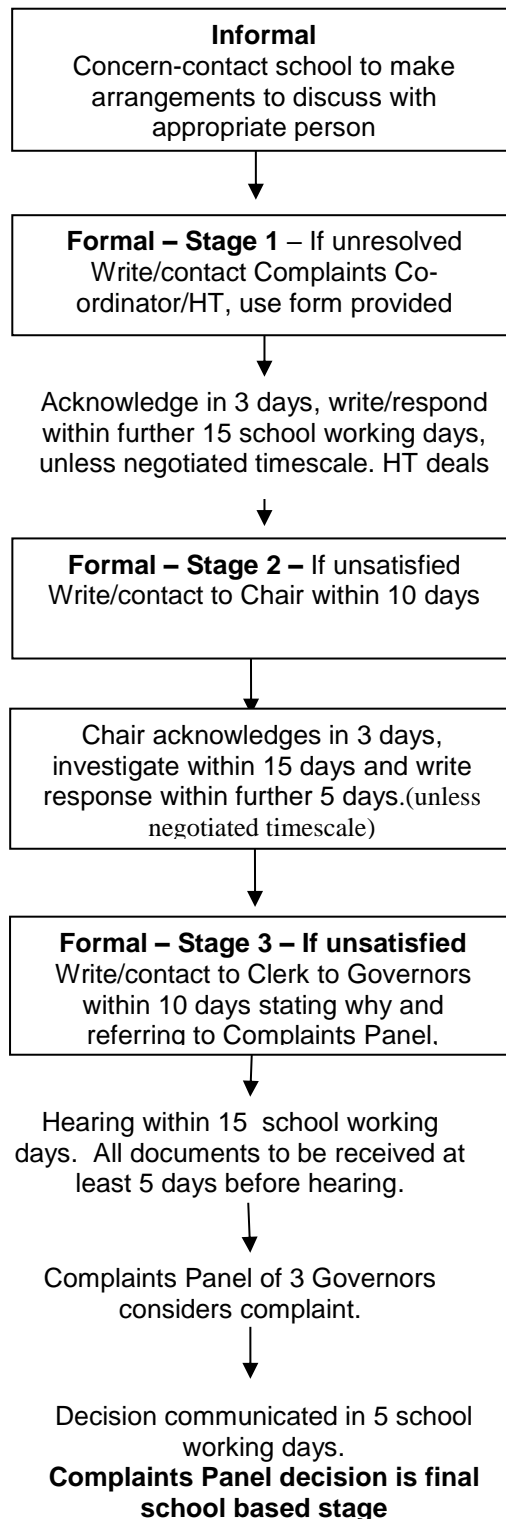 Informal
Concern-contact school to make
arrangements to discuss with
appropriate person
Formal – Stage 1 – If unresolved
Write/contact Complaints Co-
ordinator/HT, use form provided
Acknowledge in 3 days, write/respond
within further 15 school working days,
unless negotiated timescale. HT deals
Formal – Stage 2 – If unsatisfied
Write/contact to Chair within 10 days
Chair acknowledges in 3 days,
investigate within 15 days and write
response within further 5 days.(unless
negotiated timescale)
Formal – Stage 3 – If unsatisfied
Write/contact to Clerk to Governors
within 10 days stating why and
referring to Complaints Panel.
Hearing within 15 school working
days. All documents to be received at
least 5 days before hearing.
Complaints Panel of 3 Governors
considers complaint.
Decision communicated in 5 school
working days.
Complaints Panel decision is final
school based stage